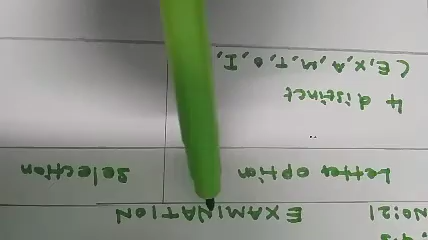 NO:21 EXAMINATION
Letter option selection
4 distinct
(E, X, A, M, T, O, I,